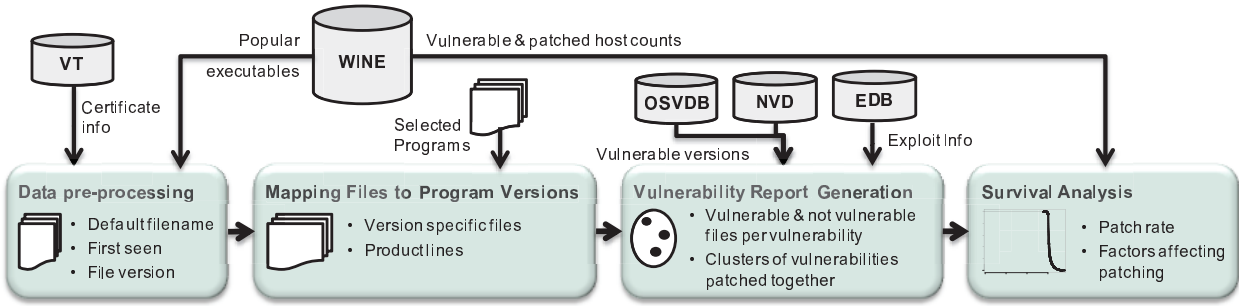 VT
Certificate
info
Popular
executables
WINE
Vulnerable & patched host counts
Selected
Programs
OSVDB
NVD
EDB
Vulnerable versions
Exploit Info
Data pre-processing
• Default filename
• First seen
• File version
Mapping Files to Program Versions
• Version specific files
• Product lines
Vulnerability Report Generation
• Vulnerable & not vulnerable
files per vulnerability
• Clusters of vulnerabilities
patched together
Survival Analysis
• Patch rate
• Factors affecting
patching